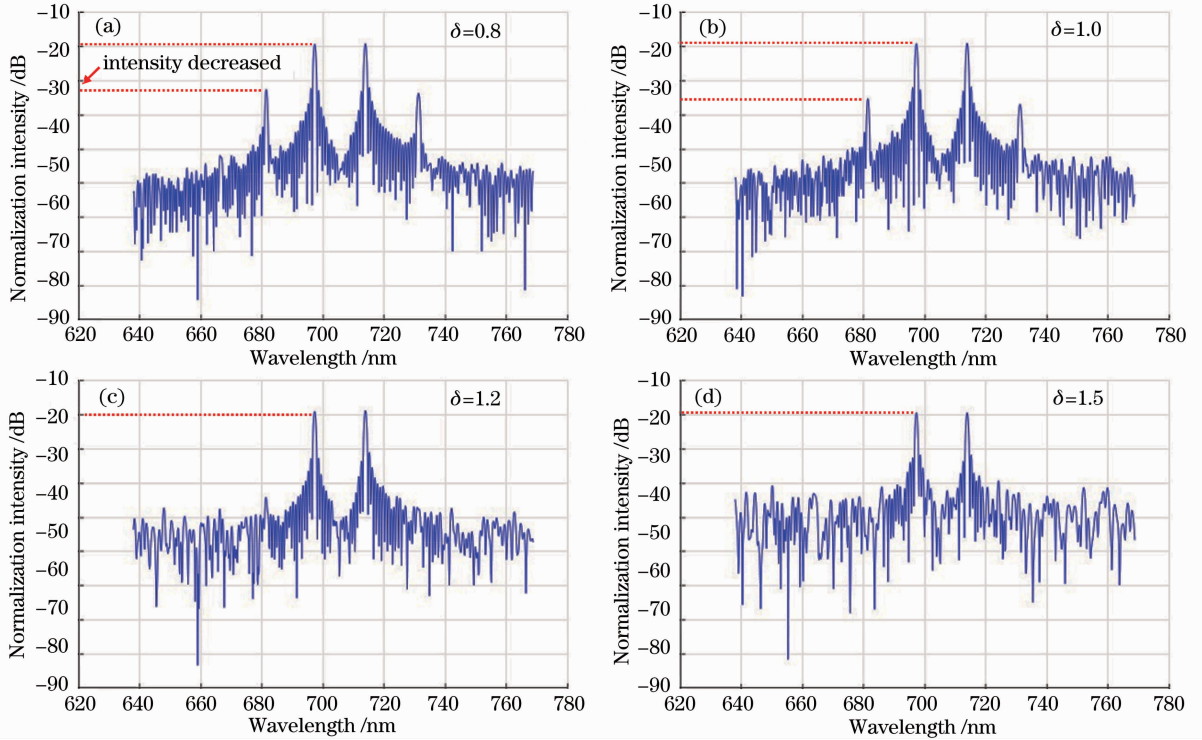 (a)
δ=0.8
intensity decreased
Normalization intensity /dB
−10
−20
−30
−40
−50
−60
−70
−80
−90
620 640 660 680 700 720 740 760 780
Wavelength /nm
(b)
δ=1.0
Normalization intensity /dB
−10
−20
−30
−40
−50
−60
−70
−80
−90
620 640 660 680 700 720 740 760 780
Wavelength /nm
(c)
δ=1.2
Normalization intensity /dB
−10
−20
−30
−40
−50
−60
−70
−80
−90
620 640 660 680 700 720 740 760 780
Wavelength /nm
(d)
δ=1.5
Normalization intensity /dB
−10
−20
−30
−40
−50
−60
−70
−80
−90
620 640 660 680 700 720 740 760 780
Wavelength /nm